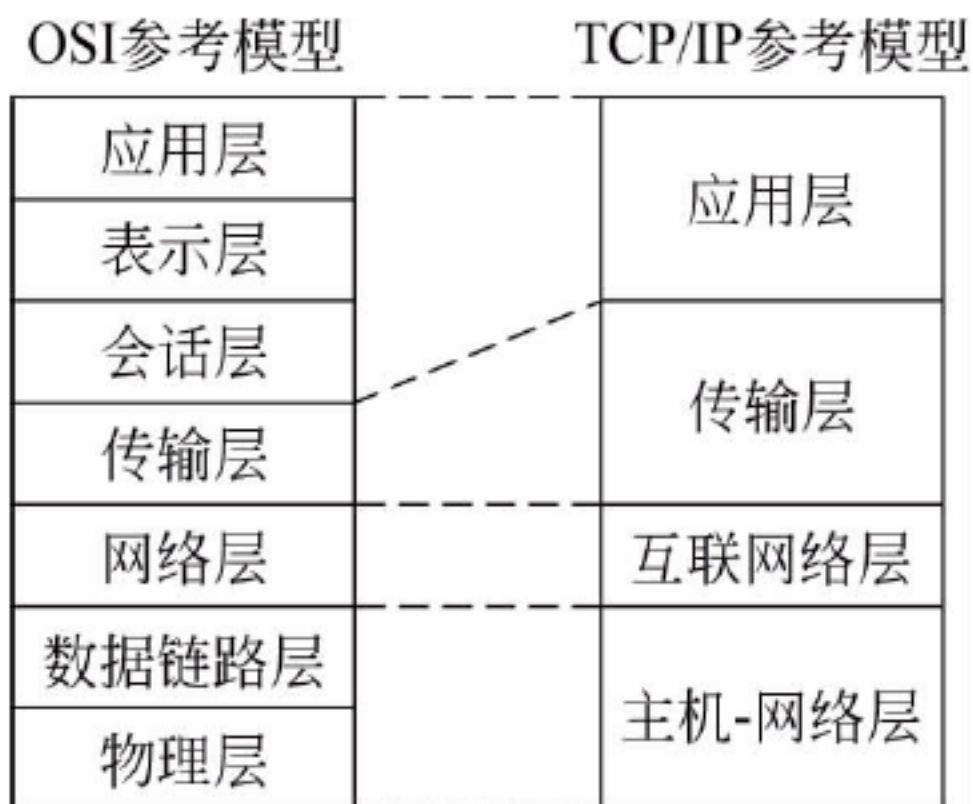 OSI参考模型
TCP/IP参考模型
应用层
表示层
会话层
传输层
网络层
数据链路层
物理层
应用层
传输层
互联网络层
主机-网络层